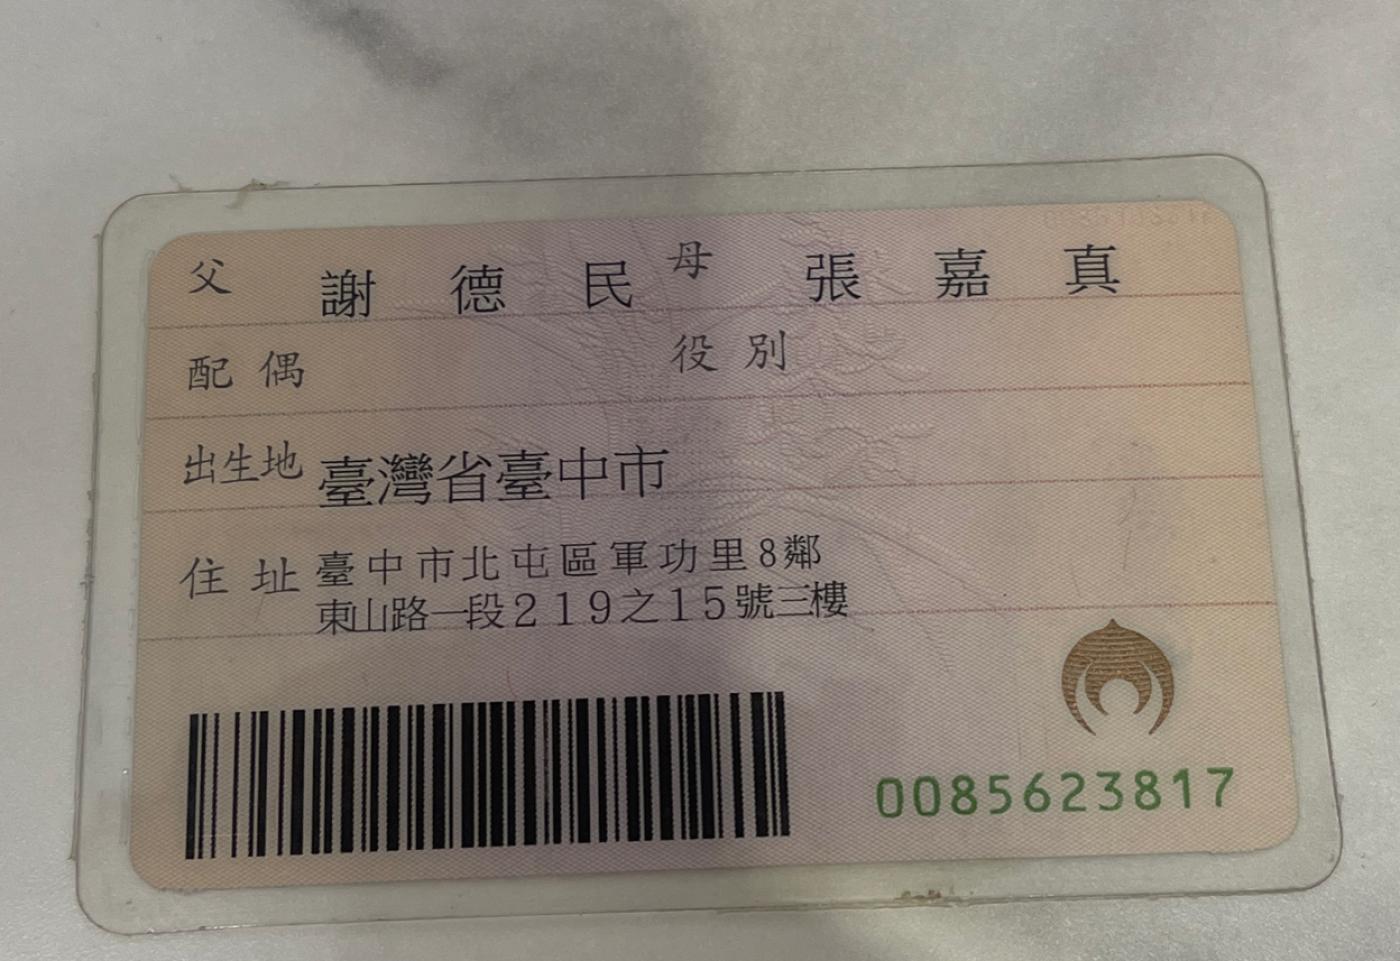 父 謝德民 母 張嘉真
配偶 役別
出生地 臺灣省臺中市
住址 臺中市北屯區軍功里8鄰
東山路一段219之15號三樓
0085623817